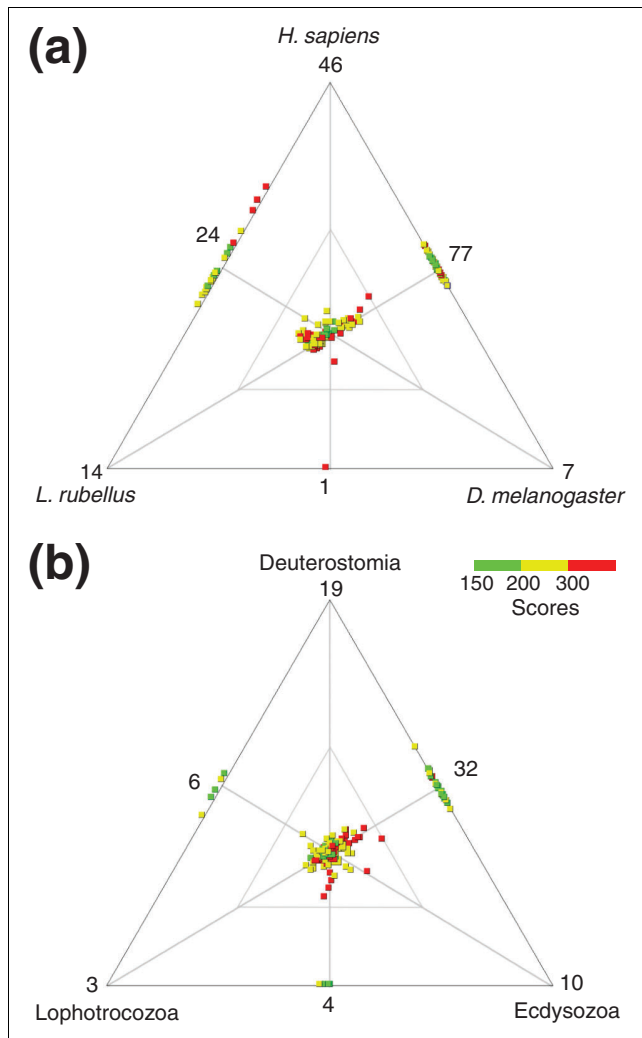 (a)
H. sapiens
46
24
77
14
1
7
L. rubellus
D. melanogaster
(b)
Deuterostomia
19
150 200 300
Scores
6
32
3
4
10
Lophotrocozoa
Ecdysozoa